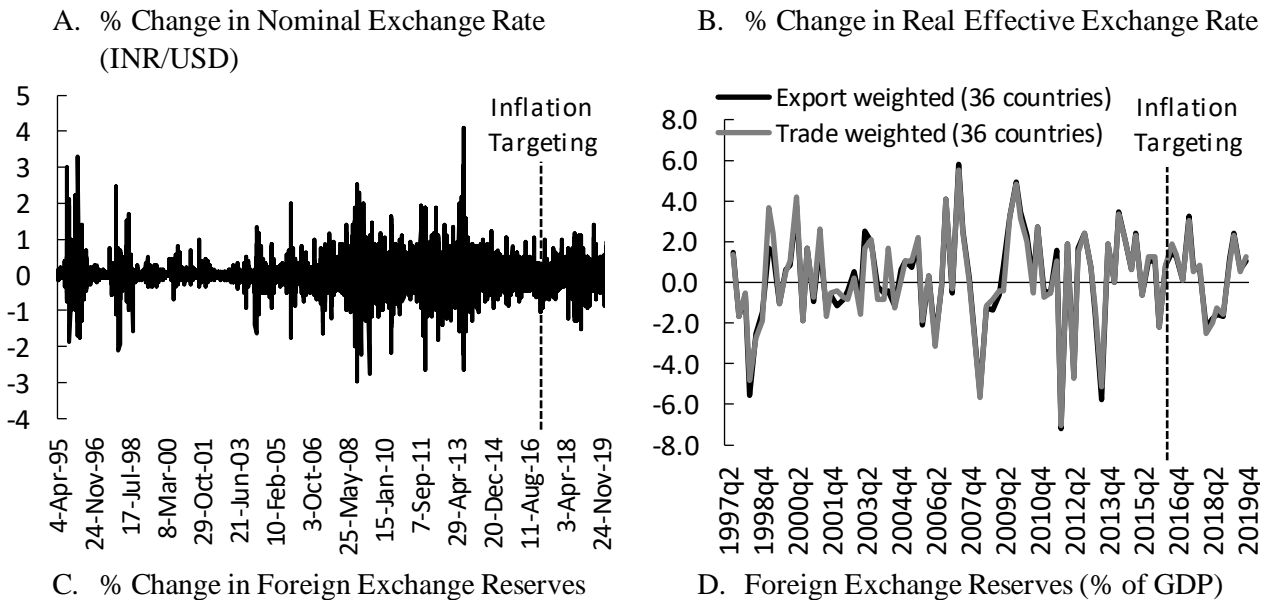 A. % Change in Nominal Exchange Rate
(INR/USD)
5
4
3
2
1
0
-1
-2
-3
-4
Inflation
Targeting
4-Apr-95
24-Nov-96
17-Jul-98
8-Mar-00
29-Oct-01
21-Jun-03
10-Feb-05
3-Oct-06
25-May-08
15-Jan-10
7-Sep-11
29-Apr-13
20-Dec-14
11-Aug-16
3-Apr-18
24-Nov-19
B. % Change in Real Effective Exchange Rate
Export weighted (36 countries)
Trade weighted (36 countries)
Inflation
Targeting
8.0
6.0
4.0
2.0
0.0
-2.0
-4.0
-6.0
-8.0
1997q2
1998q4
2000q2
2001q4
2003q2
2004q4
2006q2
2007q4
2009q2
2010q4
2012q2
2013q4
2015q2
2016q4
2018q2
2019q4
C. % Change in Foreign Exchange Reserves
D. Foreign Exchange Reserves (% of GDP)